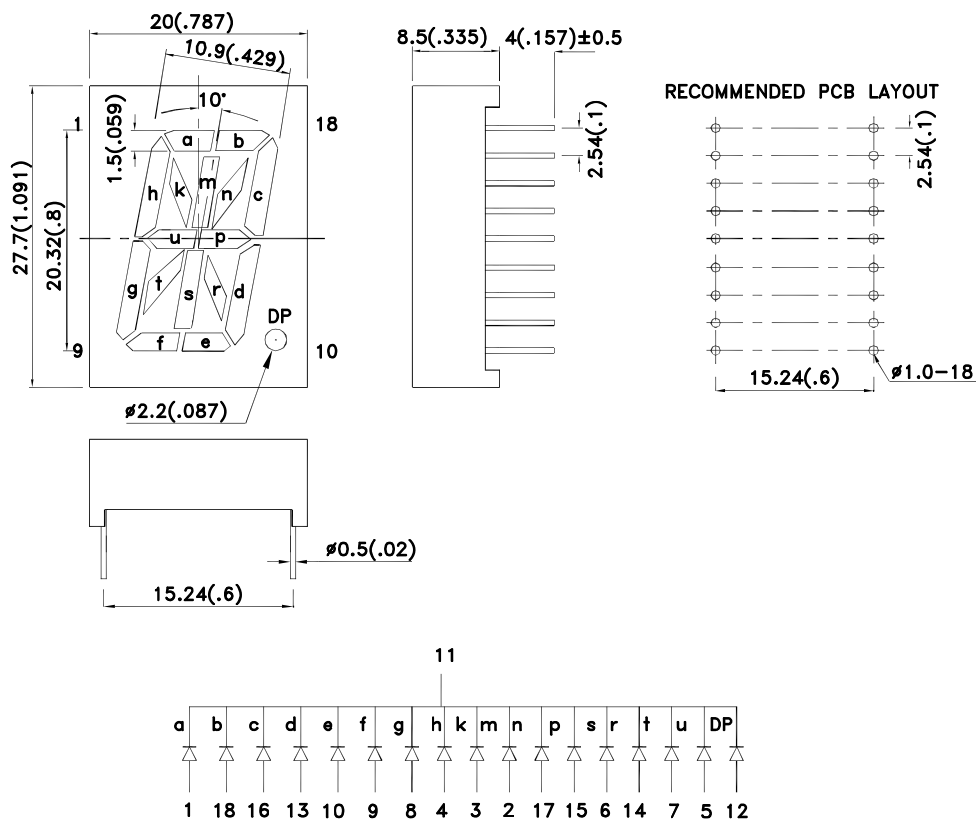 20(.787)
10.9(.429)
10°
1
18
1.5(.059)
27.7(1.091)
20.32(.8)
a
b
h
k
m
n
c
u
p
g
t
s
r
d
f
e
DP
9
10
ø2.2(.087)
8.5(.335)
4(.157)±0.5
2.54(.1)
RECOMMENDED PCB LAYOUT
2.54(.1)
15.24(.6)
ø1.0-18
ø0.5(.02)
15.24(.6)
11
a b c d e f g h k m n p s r t u DP
1 18 16 13 10 9 8 4 3 2 17 15 6 14 7 5 12